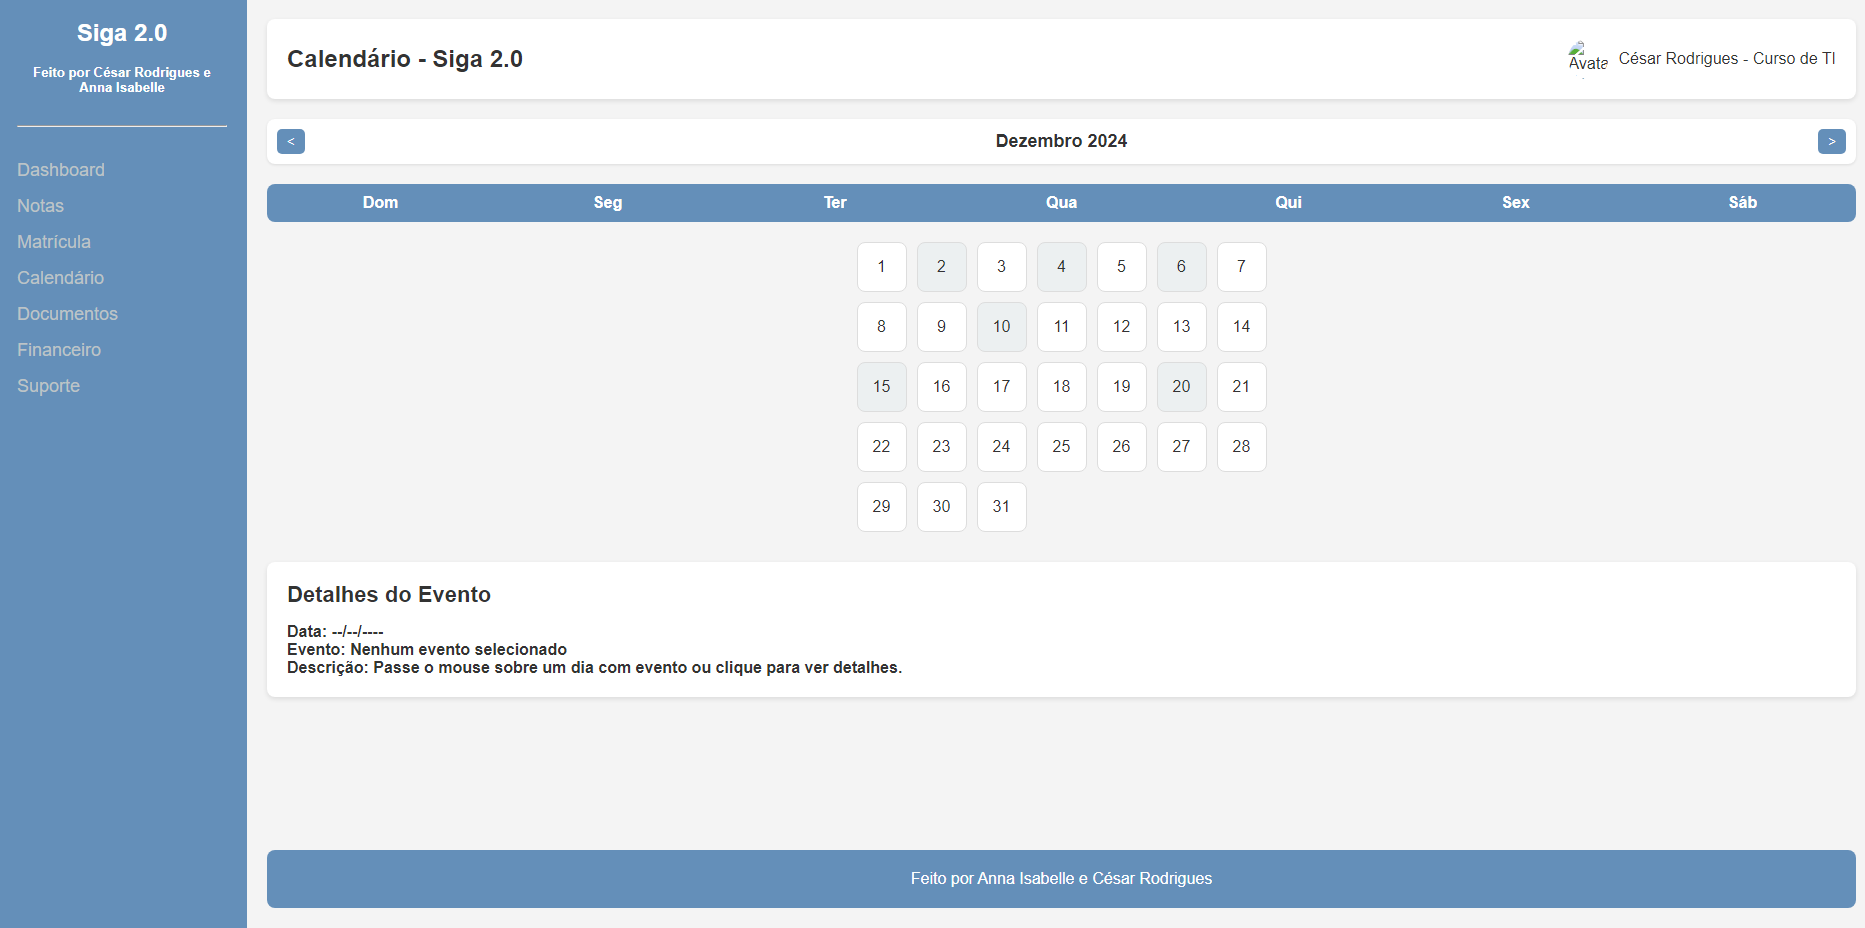 Siga 2.0
Feito por César Rodrigues e
Anna Isabelle
Dashboard
Notas
Matrícula
Calendário
Documentos
Financeiro
Suporte
Calendário - Siga 2.0
Avata
César Rodrigues - Curso de TI
< Dezembro 2024 >
Dom Seg Ter Qua Qui Sex Sáb
1 2 3 4 5 6 7
8 9 10 11 12 13 14
15 16 17 18 19 20 21
22 23 24 25 26 27 28
29 30 31
Detalhes do Evento
Data: --/--/----
Evento: Nenhum evento selecionado
Descrição: Passe o mouse sobre um dia com evento ou clique para ver detalhes.
Feito por Anna Isabelle e César Rodrigues